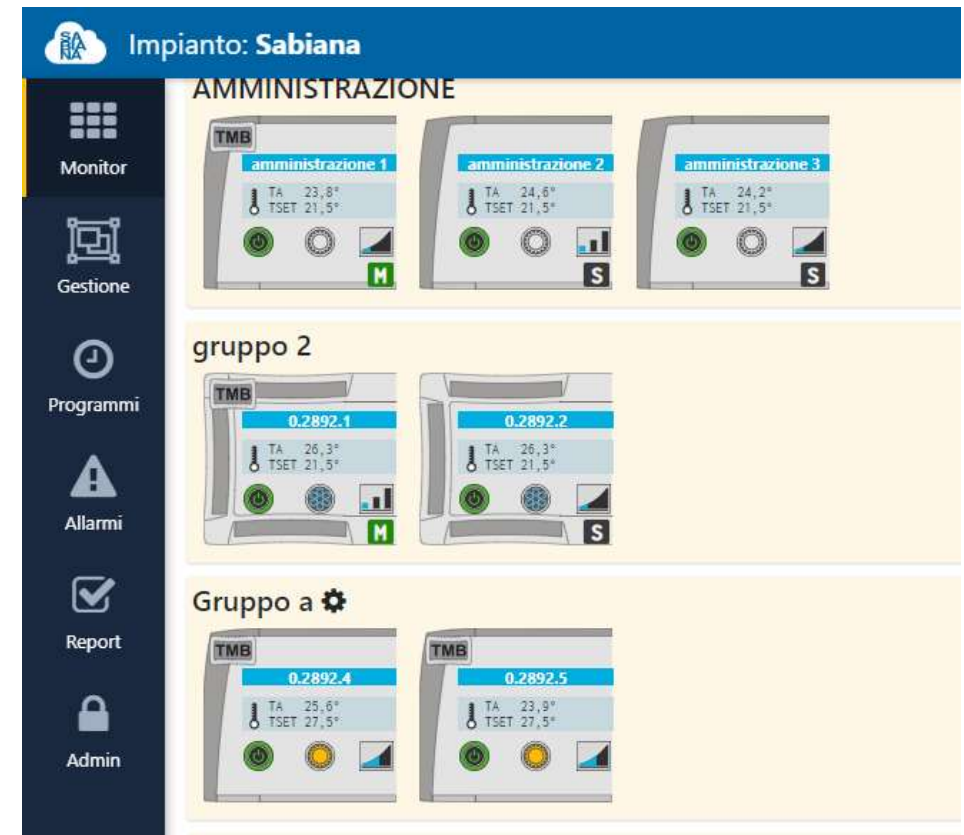 SABIANA
Impianto: Sabiana
Monitor
Gestione
Programmi
Allarmi
Report
Admin
AMMINISTRAZIONE
TMB
amministrazione 1
TA 23,8°
TSET 21,5°
M
amministrazione 2
TA 24,6°
TSET 21,5°
S
amministrazione 3
TA 24,2°
TSET 21,5°
S
gruppo 2
TMB
0.2892.1
TA 26,3°
TSET 21,5°
M
0.2892.2
TA 26,3°
TSET 21,5°
S
Gruppo a
TMB
0.2892.4
TA 25,6°
TSET 27,5°
TMB
0.2892.5
TA 23,9°
TSET 27,5°